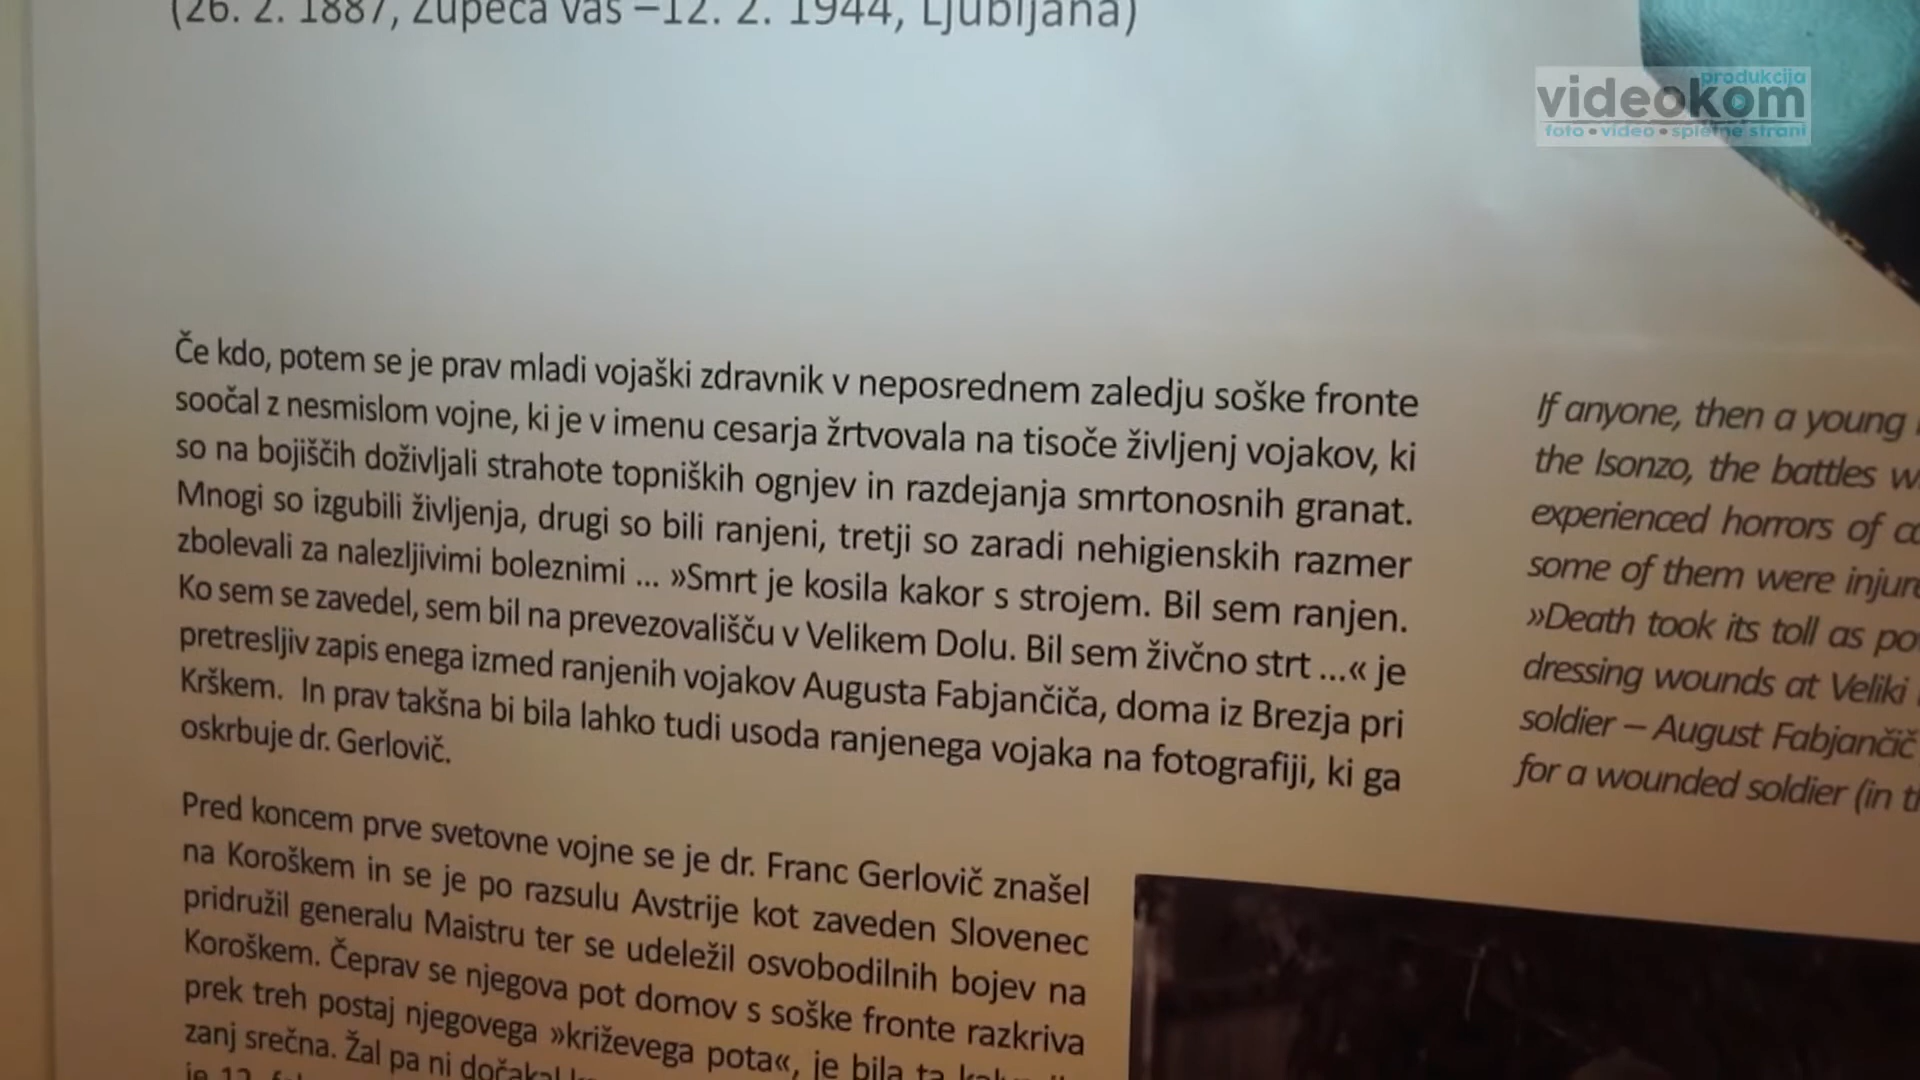 (26. 2. 1887, Župeča vas –12. 2. 1944, Ljubljana)
produkcija
videokom
foto • video • spletne strani
Če kdo, potem se je prav mladi vojaški zdravnik v neposrednem zaledju soške fronte
soočal z nesmislom vojne, ki je v imenu cesarja žrtvovala na tisoče življenj vojakov, ki
so na bojiščih doživljali strahote topniških ognjev in razdejanja smrtonosnih granat.
Mnogi so izgubili življenja, drugi so bili ranjeni, tretji so zaradi nehigienskih razmer
zbolevali za nalezljivimi boleznimi ... »Smrt je kosila kakor s strojem. Bil sem ranjen.
Ko sem se zavedel, sem bil na prevezovališču v Velikem Dolu. Bil sem živčno strt ...« je
pretresljiv zapis enega izmed ranjenih vojakov Augusta Fabjančiča, doma iz Brezja pri
Krškem. In prav takšna bi bila lahko tudi usoda ranjenega vojaka na fotografiji, ki ga
oskrbuje dr. Gerlovič.
Pred koncem prve svetovne vojne se je dr. Franc Gerlovič znašel
na Koroškem in se je po razsulu Avstrije kot zaveden Slovenec
pridružil generalu Maistru ter se udeležil osvobodilnih bojev na
Koroškem. Čeprav se njegova pot domov s soške fronte razkriva
prek treh postaj njegovega »križevega pota«, je bila ta
zanj srečna. Žal pa ni dočakal
je 12.
If anyone, then a young
the Isonzo, the battles
experienced horrors of
some of them were
»Death took its toll as
dressing wounds at Veliki
soldier – August Fabjančič
for a wounded soldier (in